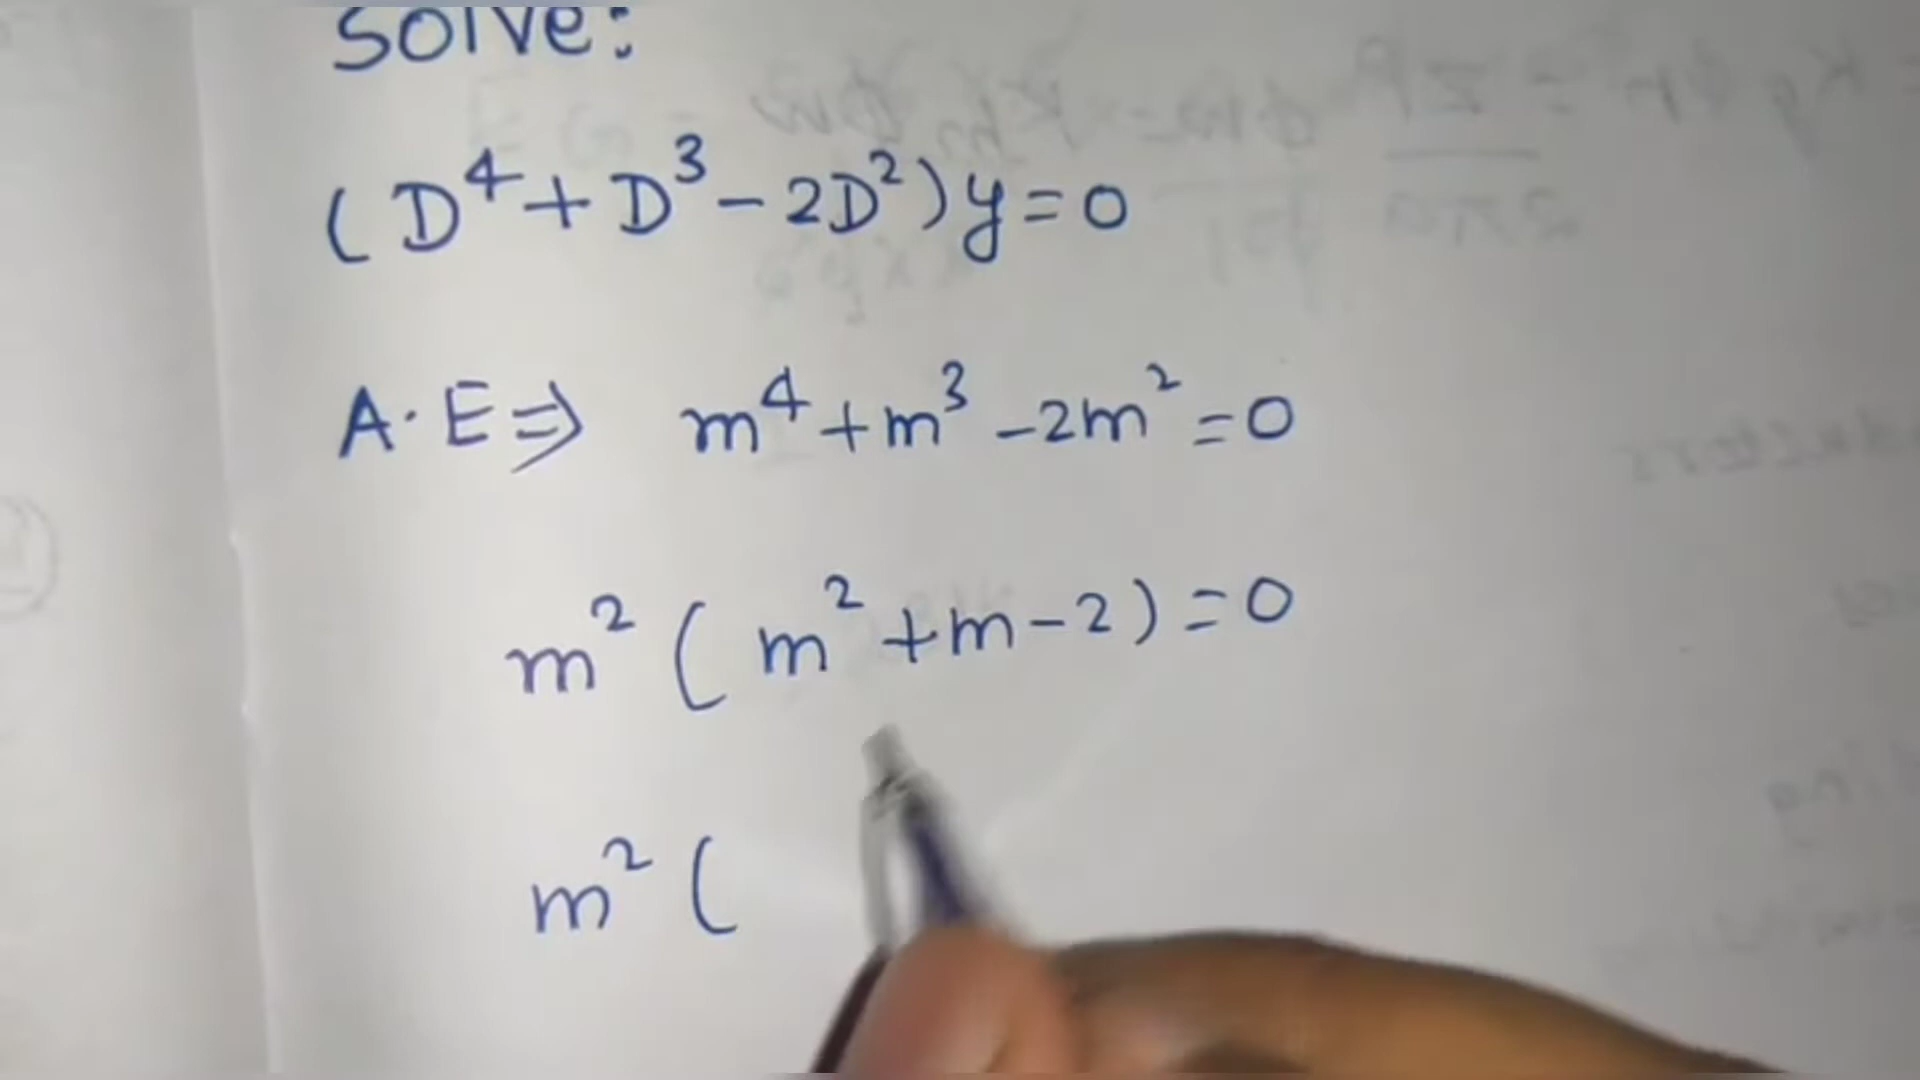 Solve:
(D⁴+D³-2D²)y=0
A.E⇒ m⁴+m³-2m²=0
m²(m²+m-2)=0
m²(